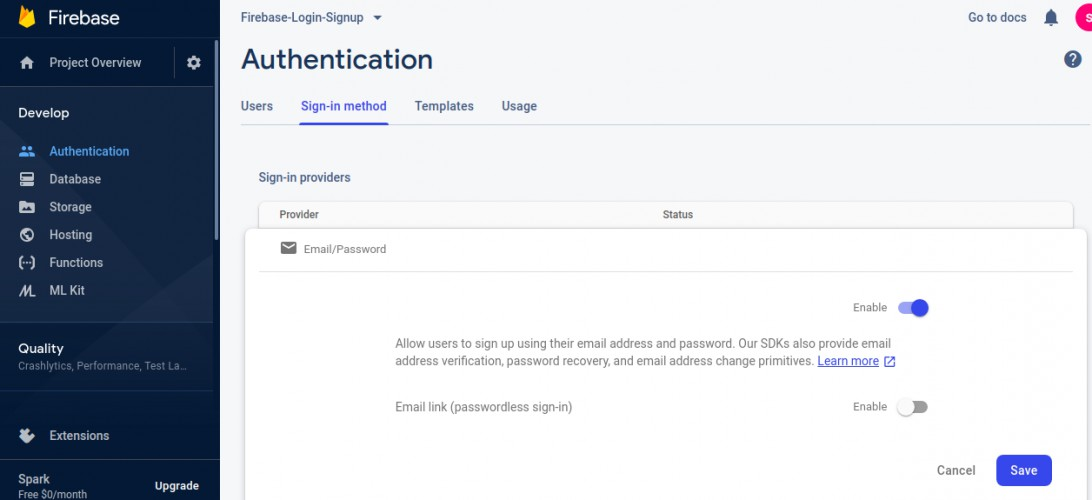 Firebase
Project Overview
Develop
Authentication
Database
Storage
Hosting
Functions
ML Kit
Quality
Crashlytics, Performance, Test La...
Extensions
Spark
Free $0/month
Upgrade
Firebase-Login-Signup
Go to docs
S
Authentication
?
Users Sign-in method Templates Usage
Sign-in providers
Provider Status
Email/Password
Enable
Allow users to sign up using their email address and password. Our SDKs also provide email
address verification, password recovery, and email address change primitives. Learn more
Email link (passwordless sign-in) Enable
Cancel Save